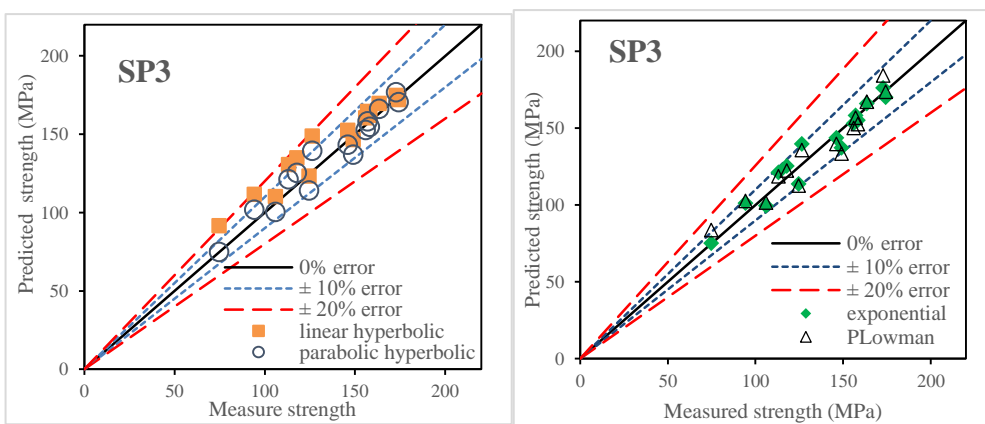 SP3
Predicted strength (MPa)
200
150
100
50
0
0% error
± 10% error
± 20% error
linear hyperbolic
parabolic hyperbolic
0 50 100 150 200
Measure strength
SP3
Predicted strength (MPa)
200
150
100
50
0
0% error
± 10% error
± 20% error
exponential
PLowman
0 50 100 150 200
Measured strength (MPa)